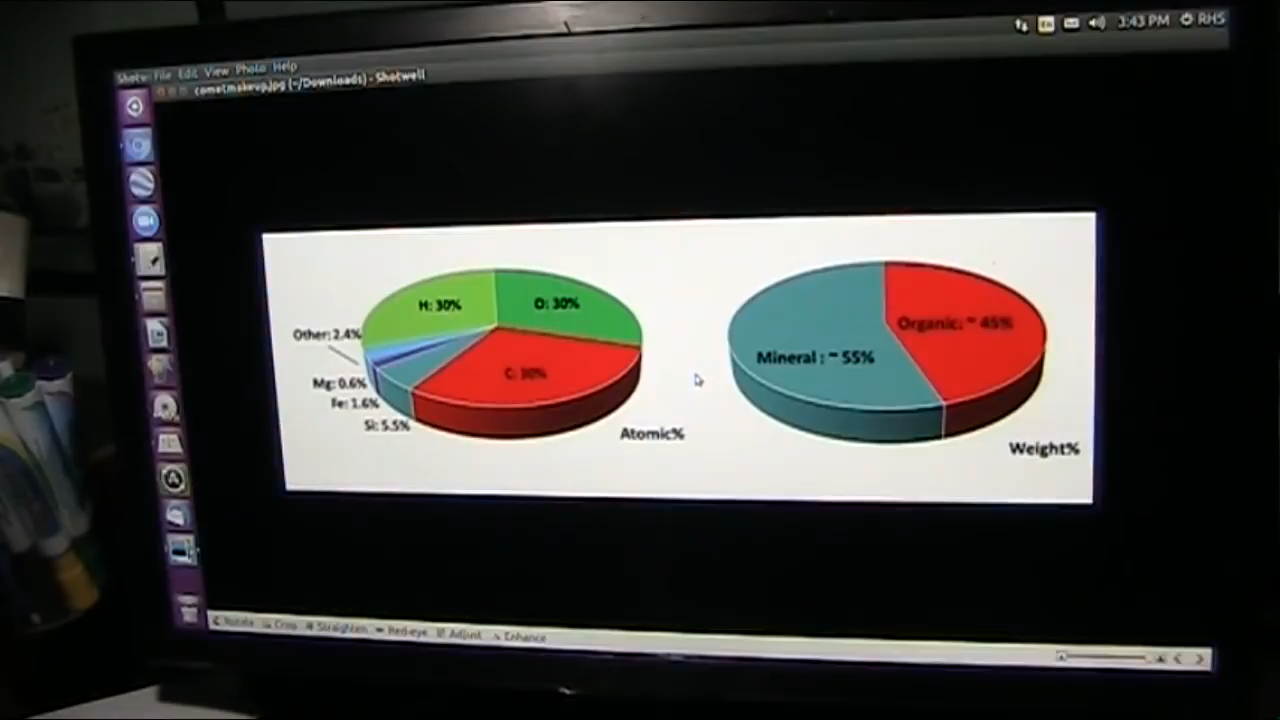 3:43 PM RHS
File Edit View Photo Help
cometmakeup.jpg (~/Downloads) - Shotwell
H: 30%
O: 30%
Other: 2.4%
C: 30%
Mg: 0.6%
Fe: 1.6%
Si: 5.5%
Atomic%
Organic: ~ 45%
Mineral : ~ 55%
Weight%
Rotate Crop Straighten Red-eye Adjust Enhance